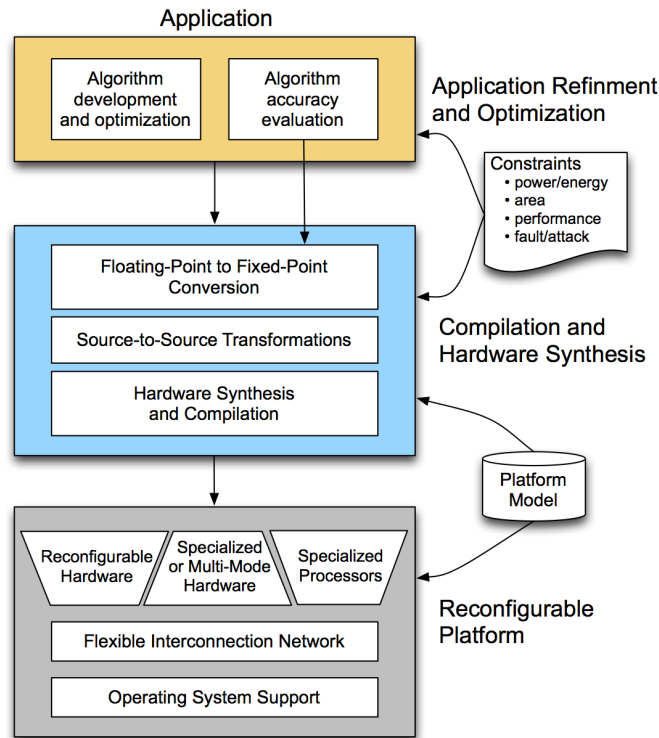 Application
Algorithm
development
and optimization
Algorithm
accuracy
evaluation
Application Refinment
and Optimization
Constraints
• power/energy
• area
• performance
• fault/attack
Floating-Point to Fixed-Point
Conversion
Source-to-Source Transformations
Hardware Synthesis
and Compilation
Compilation and
Hardware Synthesis
Platform
Model
Reconfigurable
Hardware
Specialized
or Multi-Mode
Hardware
Specialized
Processors
Flexible Interconnection Network
Operating System Support
Reconfigurable
Platform